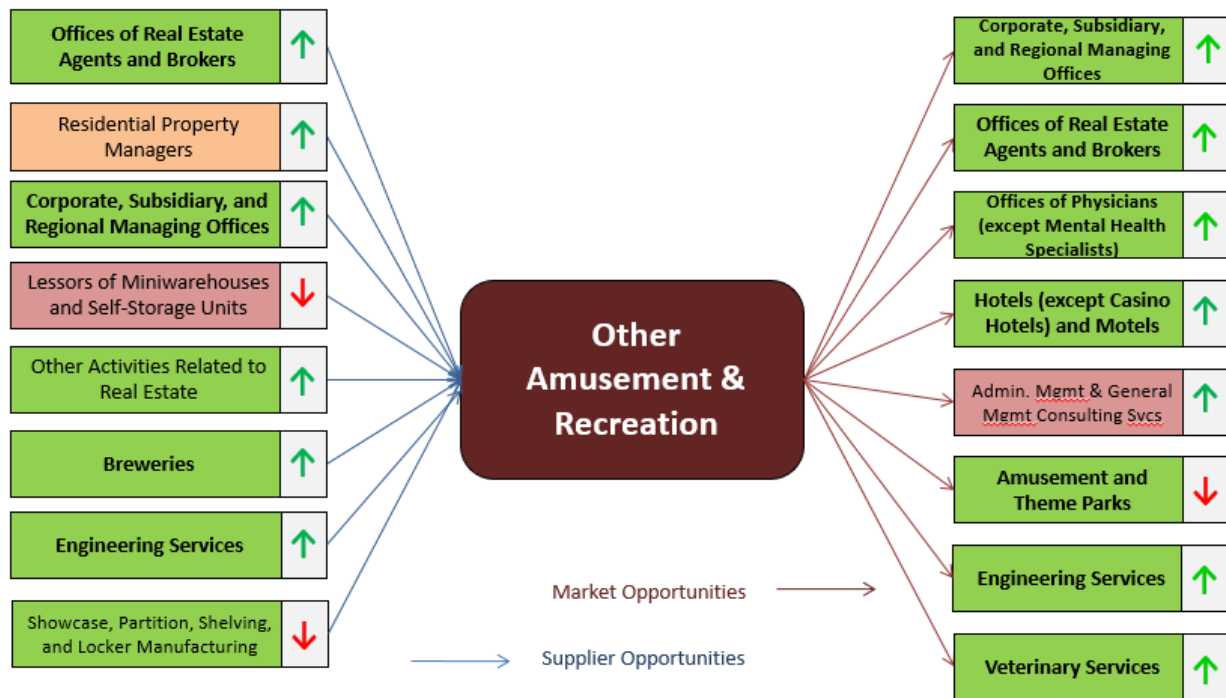 Offices of Real Estate
Agents and Brokers
Residential Property
Managers
Corporate, Subsidiary, and
Regional Managing Offices
Lessors of Miniwarehouses
and Self-Storage Units
Other Activities Related to
Real Estate
Breweries
Engineering Services
Showcase, Partition, Shelving,
and Locker Manufacturing
Other
Amusement &
Recreation
Market Opportunities
Supplier Opportunities
Corporate, Subsidiary,
and Regional Managing
Offices
Offices of Real Estate
Agents and Brokers
Offices of Physicians
(except Mental Health
Specialists)
Hotels (except Casino
Hotels) and Motels
Admin. Mgmt & General
Mgmt Consulting Svcs
Amusement and
Theme Parks
Engineering Services
Veterinary Services